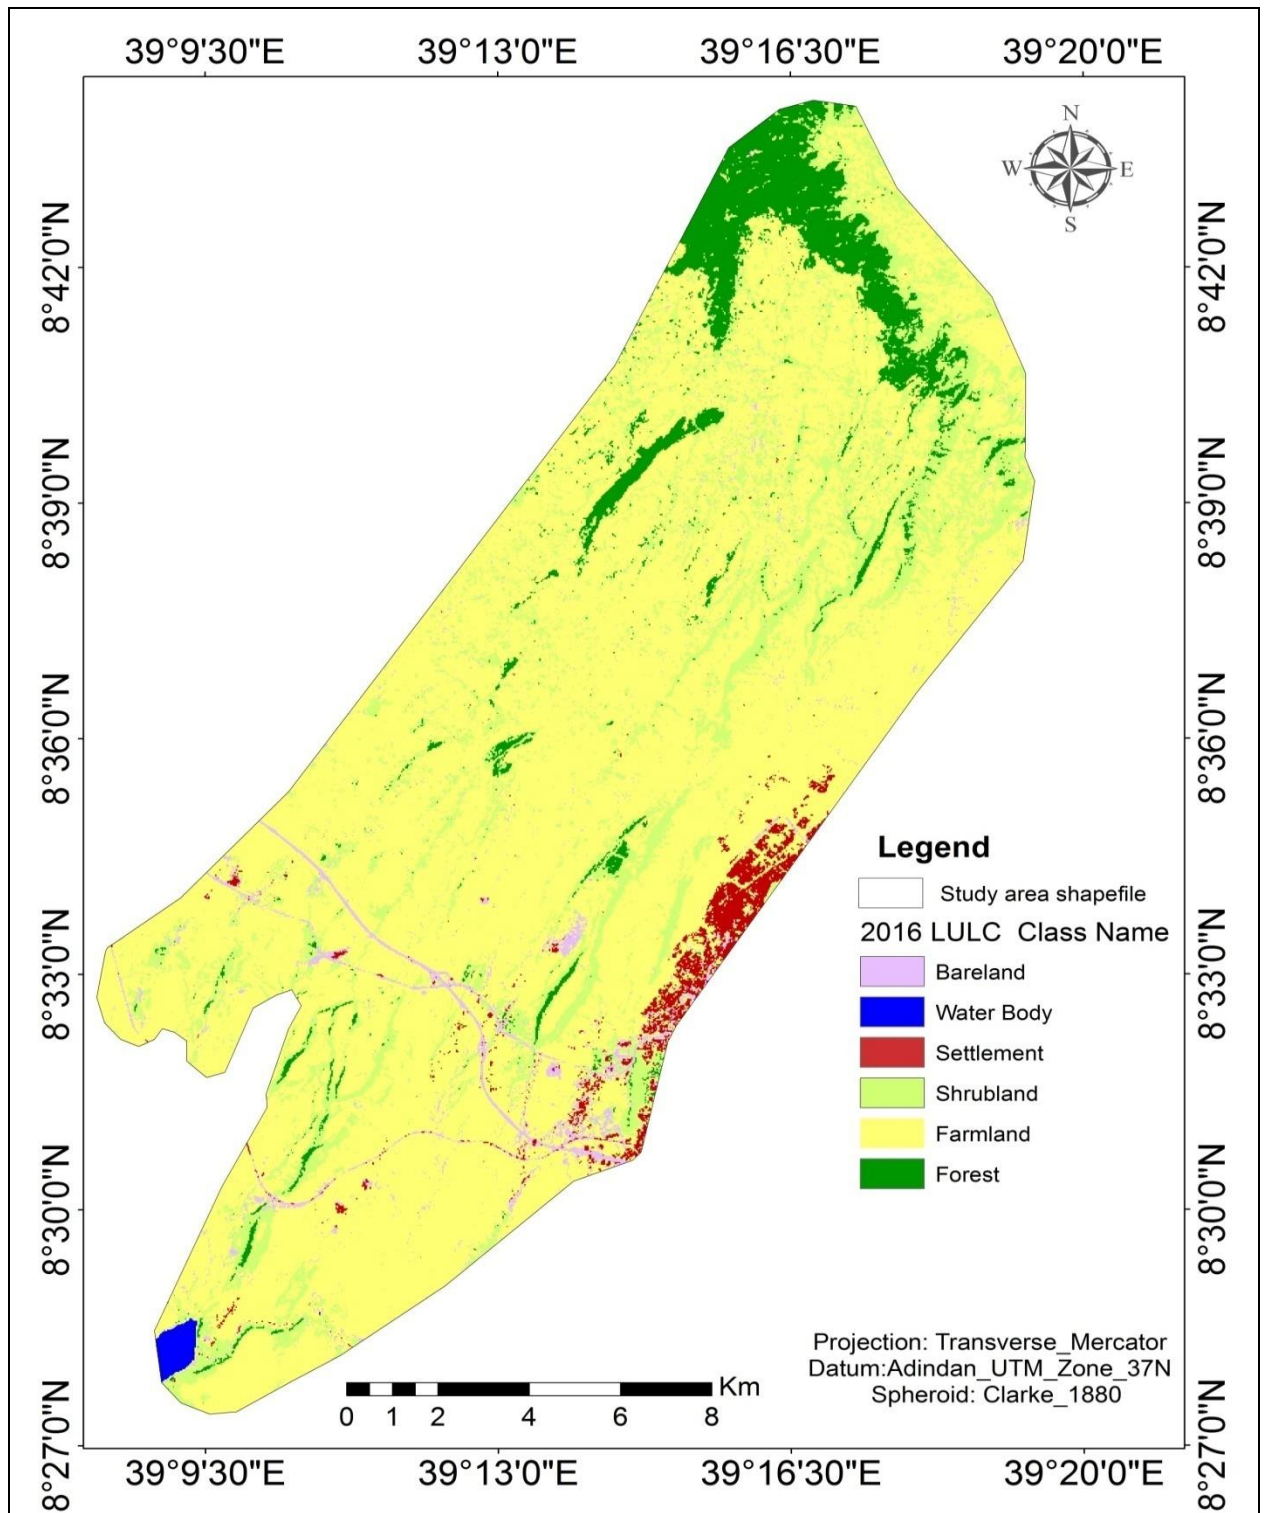 39°9'30"E 39°13'0"E 39°16'30"E 39°20'0"E
N
W E
S
8°42'0"N 8°42'0"N
8°39'0"N 8°39'0"N
8°36'0"N 8°36'0"N
Legend
Study area shapefile
2016 LULC Class Name
Bareland
Water Body
Settlement
Shrubland
Farmland
Forest
8°33'0"N 8°33'0"N
8°30'0"N 8°30'0"N
Projection: Transverse_Mercator
Datum:Adindan_UTM_Zone_37N
Spheroid: Clarke_1880
Km
0 1 2 4 6 8
8°27'0"N 8°27'0"N
39°9'30"E 39°13'0"E 39°16'30"E 39°20'0"E